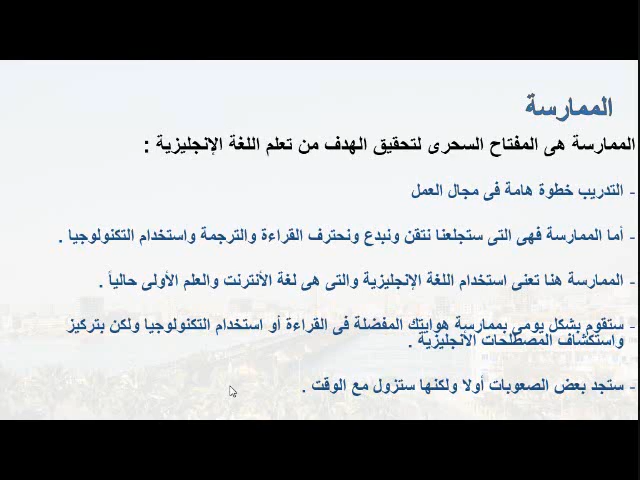 الممارسة
الممارسة هى المفتاح السحرى لتحقيق الهدف من تعلم اللغة الإنجليزية :
- التدريب خطوة هامة فى مجال العمل
- أما الممارسة فهى التى ستجلعنا نتقن ونبدع ونحترف القراءة والترجمة واستخدام التكنولوجيا .
- الممارسة هنا تعنى استخدام اللغة الإنجليزية والتى هى لغة الأنترنت والعلم الأولى حالياً .
- ستقوم بشكل يومى بممارسة هوايتك المفضلة فى القراءة أو استخدام التكنولوجيا ولكن بتركيز
واستكشاف المصطلحات الأنجليزية .
- ستجد بعض الصعوبات أولا ولكنها ستزول مع الوقت .